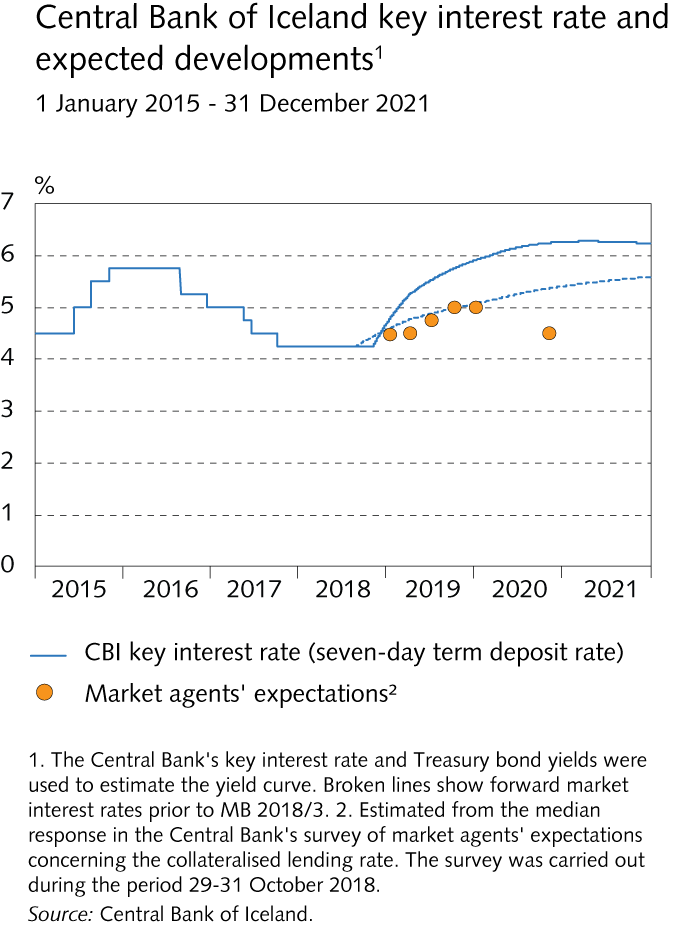 Central Bank of Iceland key interest rate and
expected developments¹
1 January 2015 - 31 December 2021
%
7
6
5
4
3
2
1
0
2015 2016 2017 2018 2019 2020 2021
CBI key interest rate (seven-day term deposit rate)
Market agents' expectations²
1. The Central Bank's key interest rate and Treasury bond yields were
used to estimate the yield curve. Broken lines show forward market
interest rates prior to MB 2018/3. 2. Estimated from the median
response in the Central Bank's survey of market agents' expectations
concerning the collateralised lending rate. The survey was carried out
during the period 29-31 October 2018.
Source: Central Bank of Iceland.